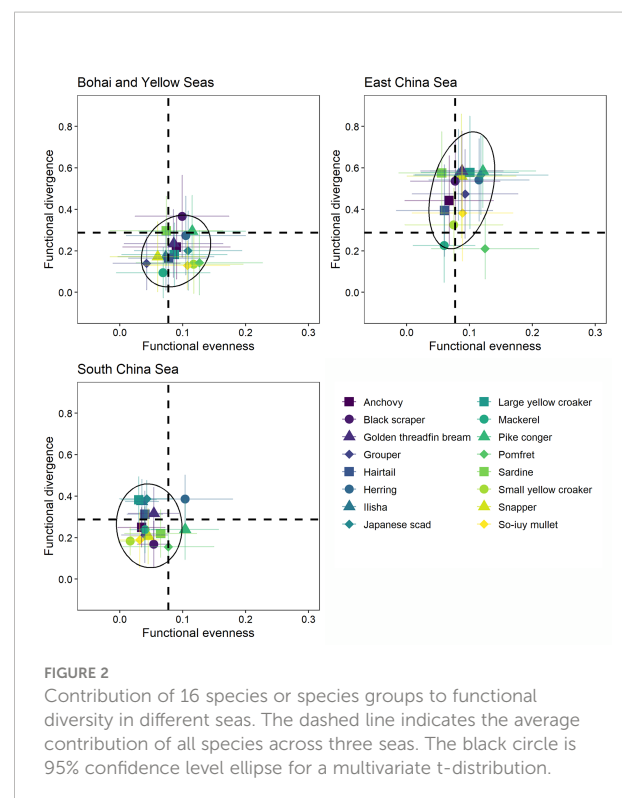 Bohai and Yellow Seas
Functional divergence
0.8
0.6
0.4
0.2
0.0
0.0
0.1
0.2
0.3
Functional evenness
East China Sea
Functional divergence
0.8
0.6
0.4
0.2
0.0
0.0
0.1
0.2
0.3
Functional evenness
South China Sea
Functional divergence
0.8
0.6
0.4
0.2
0.0
0.0
0.1
0.2
0.3
Functional evenness
Anchovy
Black scraper
Golden threadfin bream
Grouper
Hairtail
Herring
Ilisha
Japanese scad
Large yellow croaker
Mackerel
Pike conger
Pomfret
Sardine
Small yellow croaker
Snapper
So-iuy mullet
FIGURE 2
Contribution of 16 species or species groups to functional
diversity in different seas. The dashed line indicates the average
contribution of all species across three seas. The black circle is
95% confidence level ellipse for a multivariate t-distribution.